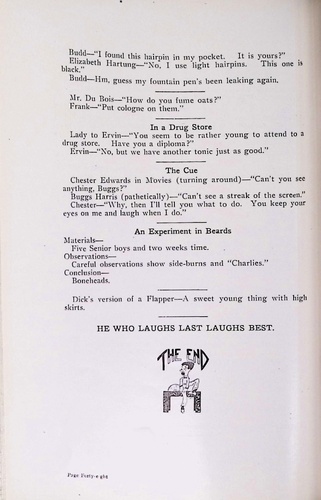 Budd—"I found this hairpin in my pocket. It is yours?"
Elizabeth Hartung—"No, I use light hairpins. This one is
black."
Budd—Hm, guess my fountain pen's been leaking again.
Mr. Du Bois—"How do you fume oats?"
Frank—"Put cologne on them."
In a Drug Store
Lady to Ervin—"You seem to be rather young to attend to a
drug store. Have you a diploma?"
Ervin—"No, but we have another tonic just as good."
The Cue
Chester Edwards in Movies (turning around)—"Can't you see
anything, Buggs?"
Buggs Harris (pathetically)—"Can't see a streak of the screen."
Chester—"Why, then I'll tell you what to do. You keep your
eyes on me and laugh when I do."
An Experiment in Beards
Materials—
Five Senior boys and two weeks time.
Observations—
Careful observations show side-burns and "Charlies."
Conclusion—
Boneheads.
Dick's version of a Flapper—A sweet young thing with high
skirts.
HE WHO LAUGHS LAST LAUGHS BEST.
THE END
Page Forty-eight